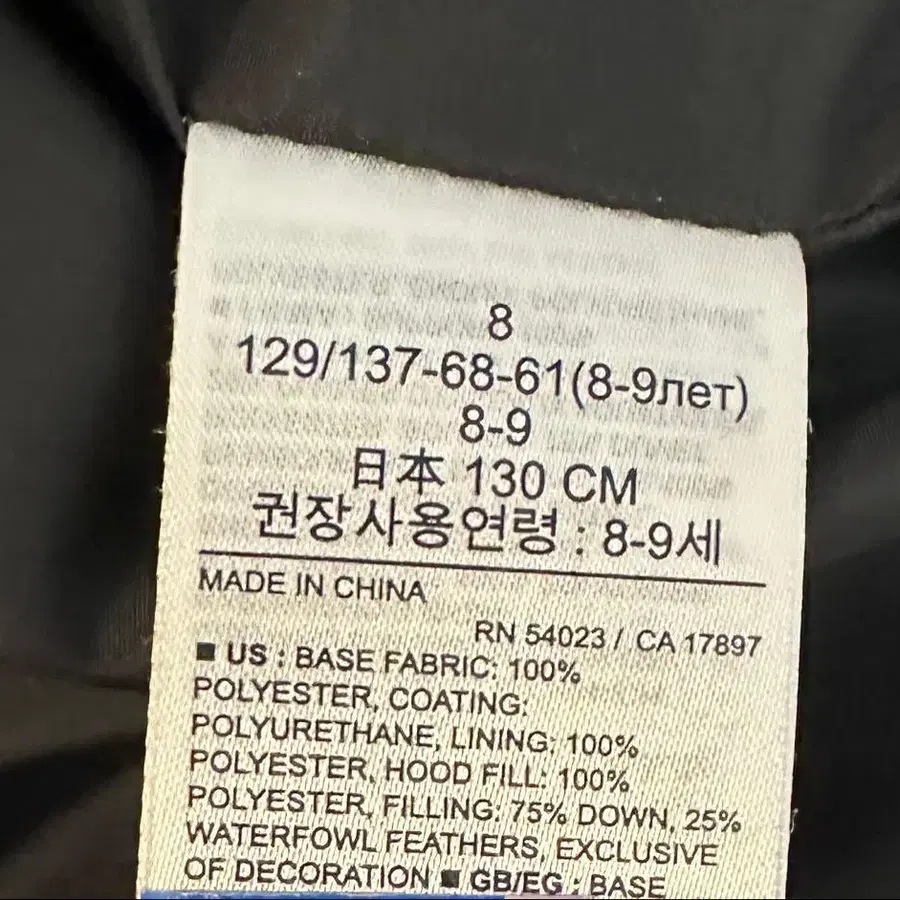 8
129/137-68-61(8-9лет)
8-9
日本 130 CM
권장사용연령 : 8-9세
MADE IN CHINA
RN 54023 / CA 17897
■ US : BASE FABRIC: 100%
POLYESTER, COATING:
POLYURETHANE, LINING: 100%
POLYESTER, HOOD FILL: 100%
POLYESTER, FILLING: 75% DOWN, 25%
WATERFOWL FEATHERS, EXCLUSIVE
OF DECORATION ■ GB/EG : BASE